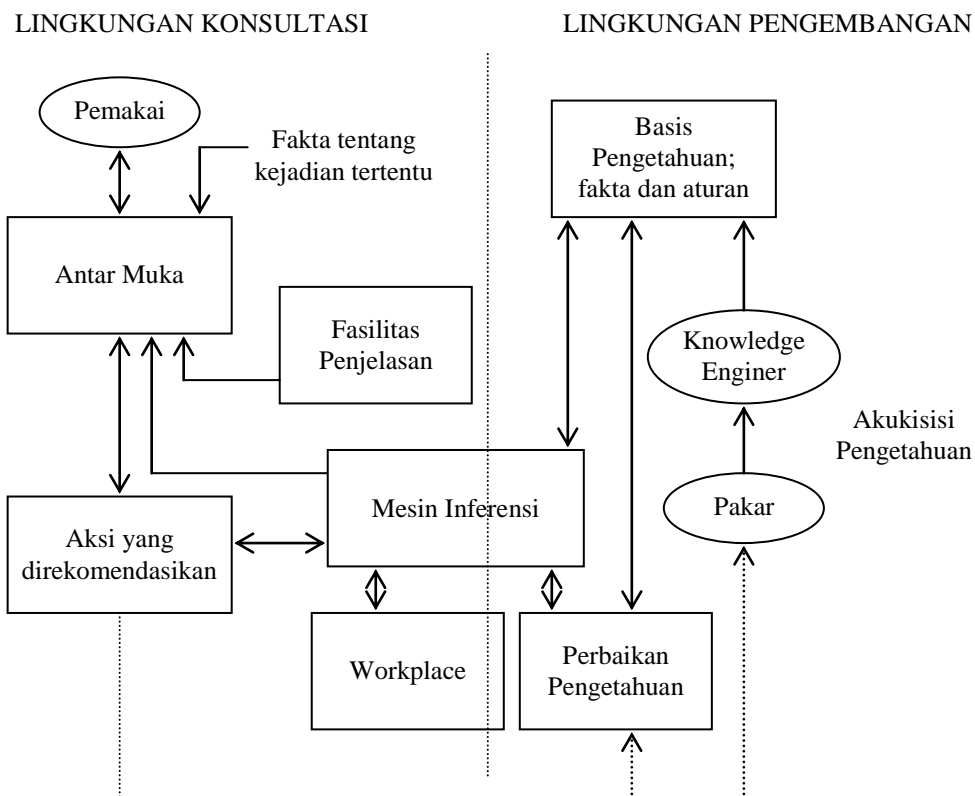 LINGKUNGAN KONSULTASI
LINGKUNGAN PENGEMBANGAN
Pemakai
Fakta tentang
kejadian tertentu
Basis
Pengetahuan;
fakta dan aturan
Antar Muka
Fasilitas
Penjelasan
Knowledge
Enginer
Akukisisi
Pengetahuan
Mesin Inferensi
Pakar
Aksi yang
direkomendasikan
Workplace
Perbaikan
Pengetahuan